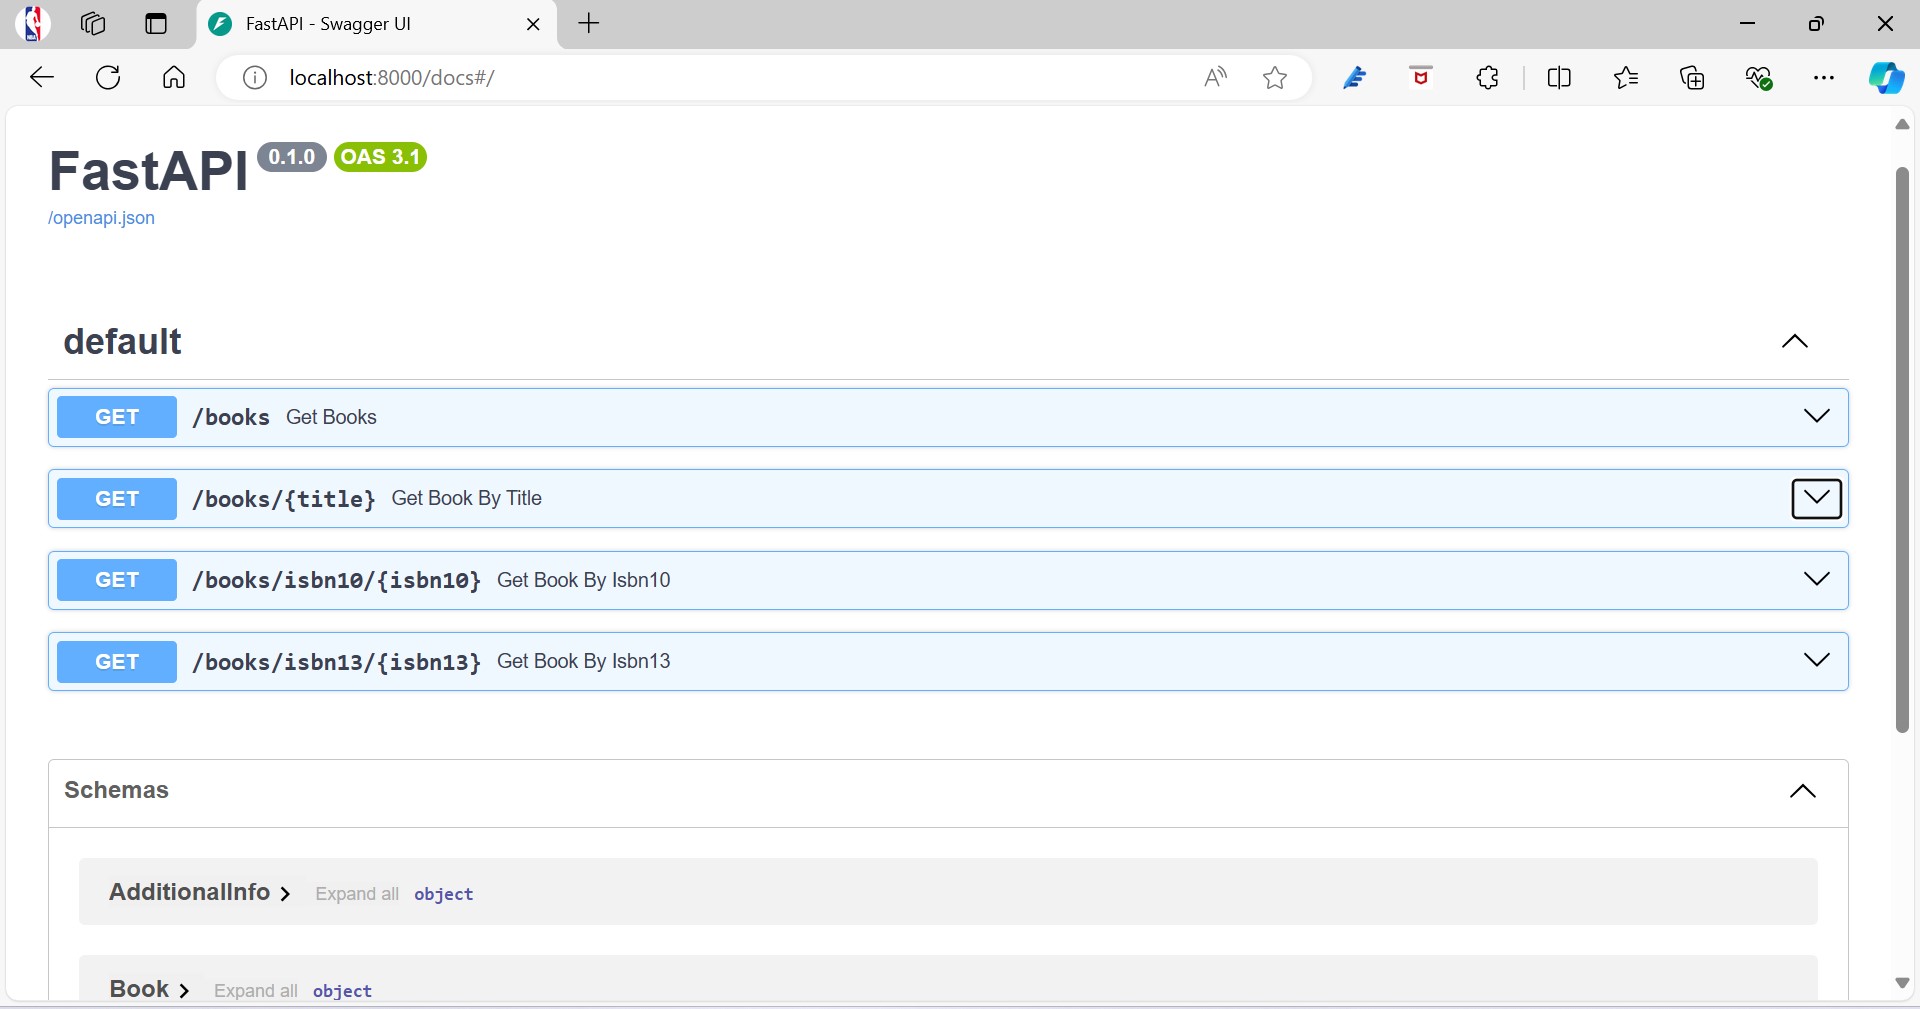 FastAPI - Swagger UI
localhost:8000/docs#/
FastAPI 0.1.0 OAS 3.1
/openapi.json
default
GET /books Get Books
GET /books/{title} Get Book By Title
GET /books/isbn10/{isbn10} Get Book By Isbn10
GET /books/isbn13/{isbn13} Get Book By Isbn13
Schemas
AdditionalInfo Expand all object
Book Expand all object